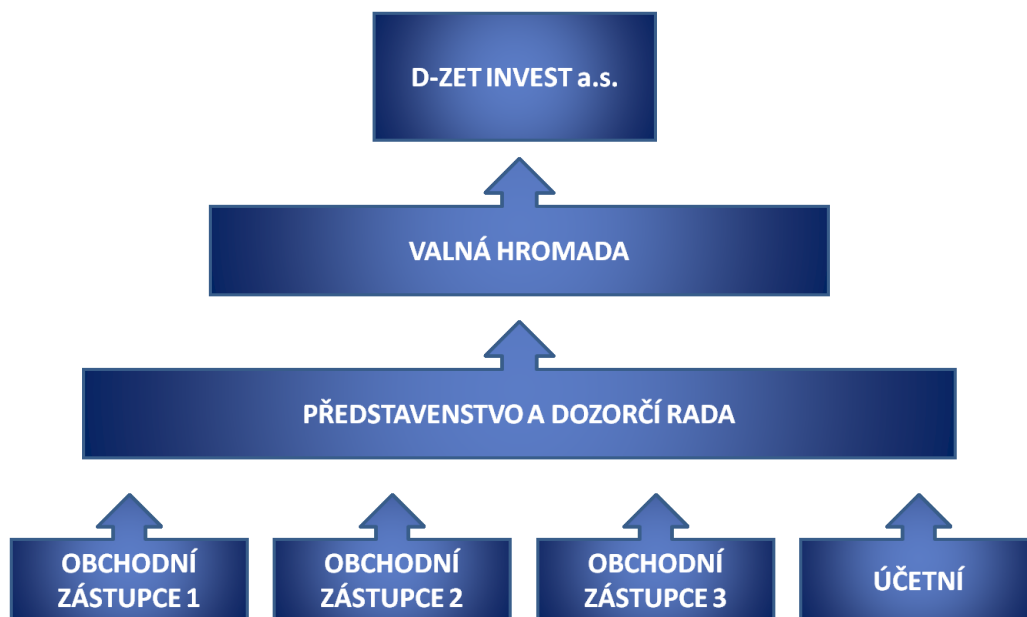 D-ZET INVEST a.s.
VALNÁ HROMADA
PŘEDSTAVENSTVO A DOZORČÍ RADA
OBCHODNÍ
ZÁSTUPCE 1
OBCHODNÍ
ZÁSTUPCE 2
OBCHODNÍ
ZÁSTUPCE 3
ÚČETNÍ